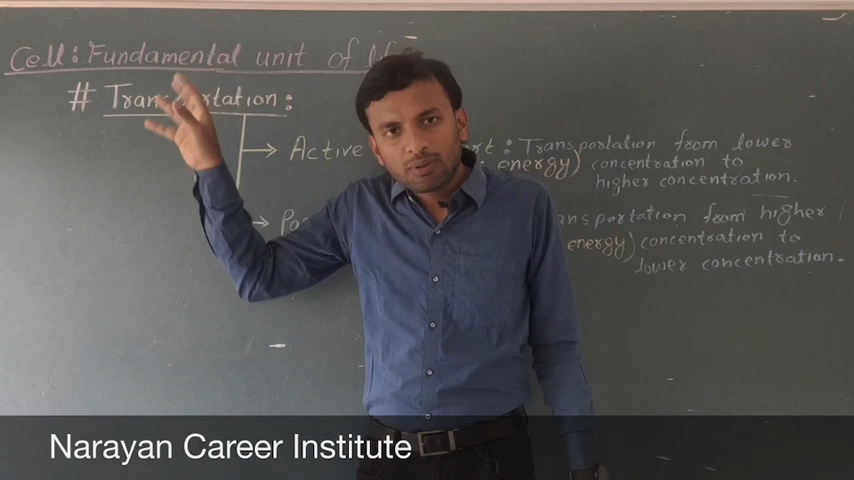 Cell: Fundamental unit of
# Transportation:
Active
rt: Transportation from lower
energy) concentration to
higher concentration.
from higher
energy) concentration to
lower concentration.
Narayan Career Institute